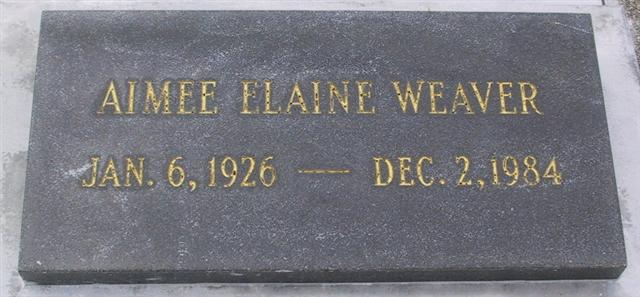 AIMEE ELAINE WEAVER
JAN. 6, 1926 — DEC. 2, 1984